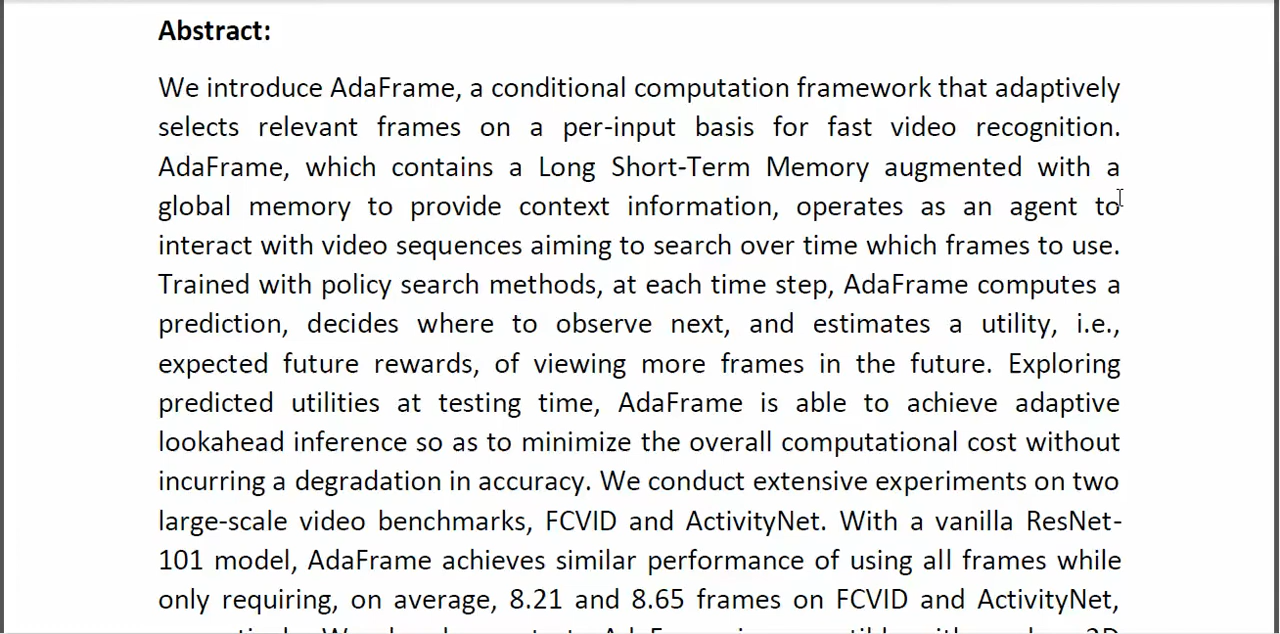 Abstract:
We introduce AdaFrame, a conditional computation framework that adaptively
selects relevant frames on a per-input basis for fast video recognition.
AdaFrame, which contains a Long Short-Term Memory augmented with a
global memory to provide context information, operates as an agent to
interact with video sequences aiming to search over time which frames to use.
Trained with policy search methods, at each time step, AdaFrame computes a
prediction, decides where to observe next, and estimates a utility, i.e.,
expected future rewards, of viewing more frames in the future. Exploring
predicted utilities at testing time, AdaFrame is able to achieve adaptive
lookahead inference so as to minimize the overall computational cost without
incurring a degradation in accuracy. We conduct extensive experiments on two
large-scale video benchmarks, FCVID and ActivityNet. With a vanilla ResNet-
101 model, AdaFrame achieves similar performance of using all frames while
only requiring, on average, 8.21 and 8.65 frames on FCVID and ActivityNet,